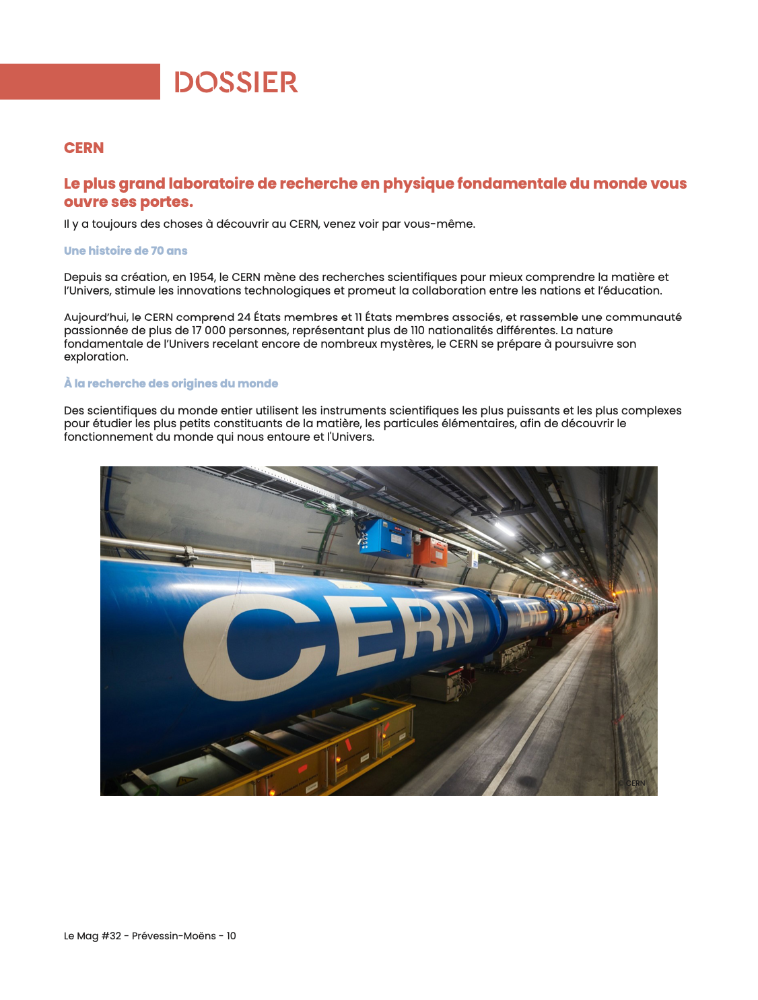 DOSSIER
CERN
Le plus grand laboratoire de recherche en physique fondamentale du monde vous
ouvre ses portes.
Il y a toujours des choses à découvrir au CERN, venez voir par vous-même.
Une histoire de 70 ans
Depuis sa création, en 1954, le CERN mène des recherches scientifiques pour mieux comprendre la matière et
l’Univers, stimule les innovations technologiques et promeut la collaboration entre les nations et l’éducation.
Aujourd’hui, le CERN comprend 24 États membres et 11 États membres associés, et rassemble une communauté
passionnée de plus de 17 000 personnes, représentant plus de 110 nationalités différentes. La nature
fondamentale de l’Univers recelant encore de nombreux mystères, le CERN se prépare à poursuivre son
exploration.
À la recherche des origines du monde
Des scientifiques du monde entier utilisent les instruments scientifiques les plus puissants et les plus complexes
pour étudier les plus petits constituants de la matière, les particules élémentaires, afin de découvrir le
fonctionnement du monde qui nous entoure et l'Univers.
CERN
LHC
© CERN
Le Mag #32 - Prévessin-Moëns - 10